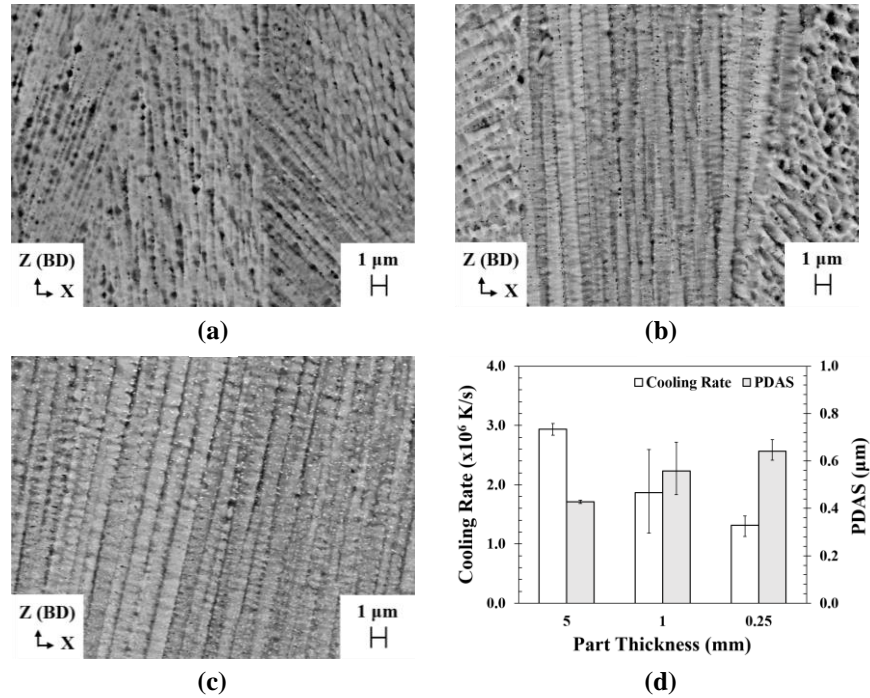 Z (BD)
X
1 μm
(a)
Z (BD)
X
1 μm
(b)
Z (BD)
X
1 μm
(c)
Cooling Rate PDAS
4.0
3.0
2.0
1.0
0.0
1.0
0.8
0.6
0.4
0.2
0.0
Cooling Rate (x10⁶ K/s)
PDAS (μm)
5 1 0.25
Part Thickness (mm)
(d)